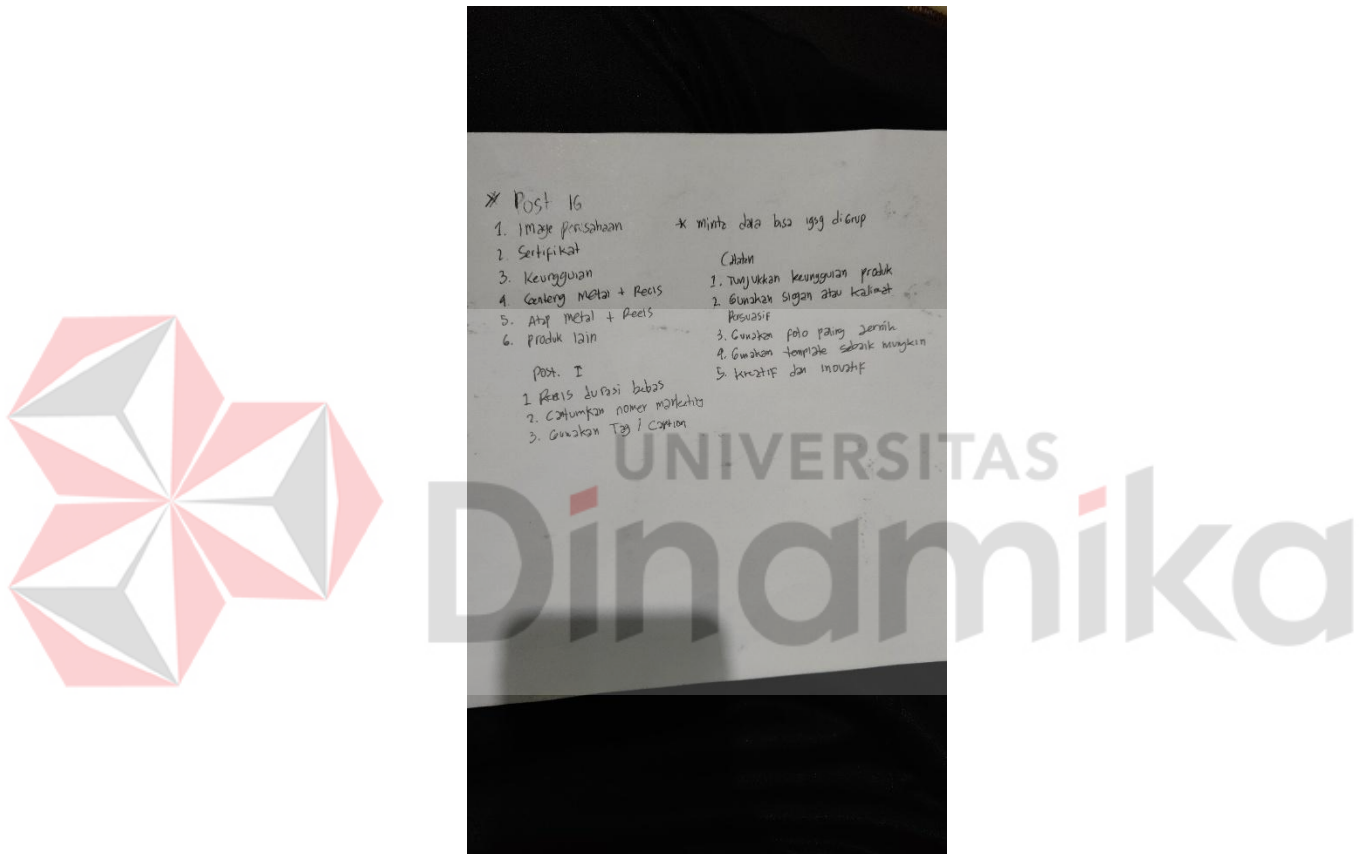 * Post IG
1. Image perusahaan
2. Sertifikat
3. Keunggulan
4. Genteng metal + Reels
5. Atap metal + Reels
6. produk lain
Post. I
1 Reels durasi bebas
2. Cantumkan nomer marketing
3. Gunakan Tag / Caption
* minta data bisa lgsg digrup
Catatan
1. Tunjukkan keunggulan produk
2. Gunakan slogan atau kalimat
Persuasif
3. Gunakan foto paling jernih
4. Gunakan template sebaik mungkin
5. kreatif dan inovatif
UNIVERSITAS
Dinamika